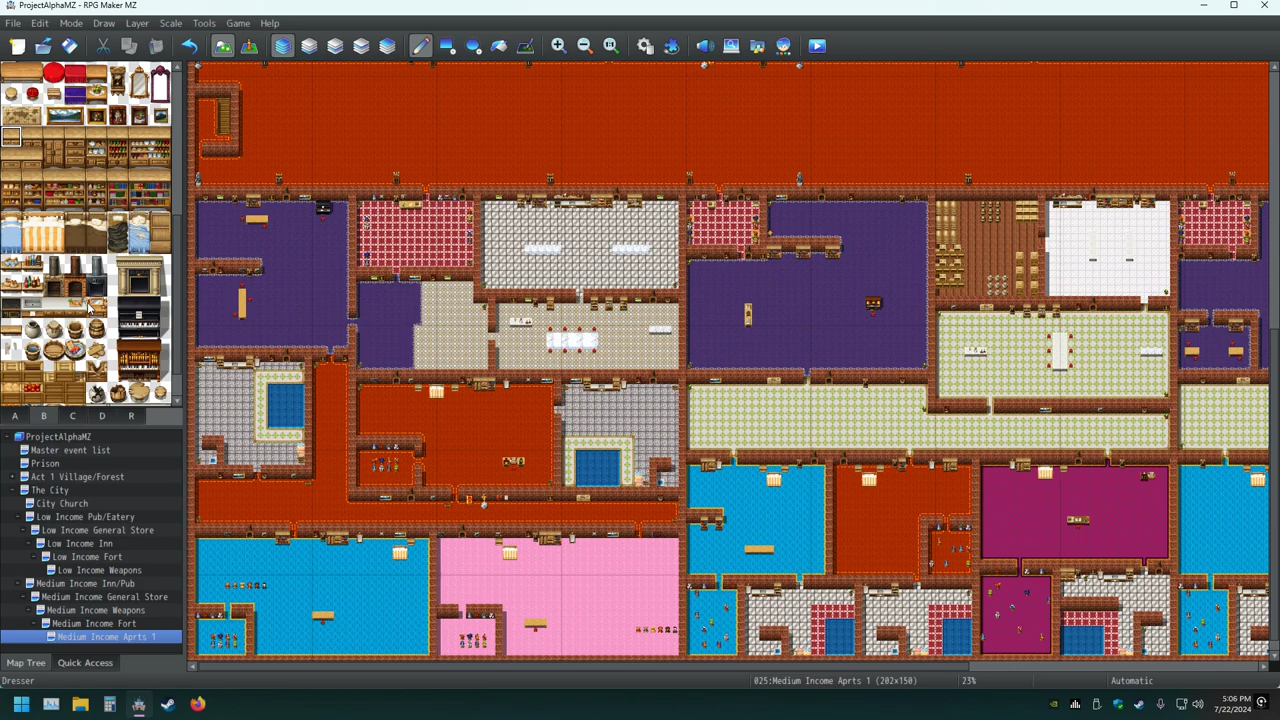 ProjectAlphaMZ - RPG Maker MZ
File Edit Mode Draw Layer Scale Tools Game Help
A B C D R
ProjectAlphaMZ
Master event list
Prison
Act 1 Village/Forest
The City
City Church
Low Income Pub/Eatery
Low Income General Store
Low Income Inn
Low Income Fort
Low Income Weapons
Medium Income Inn/Pub
Medium Income General Store
Medium Income Weapons
Medium Income Fort
Medium Income Aprts 1
Map Tree Quick Access
Dresser 025:Medium Income Aprts 1 (202x150) 23% Automatic
5:06 PM
7/22/2024